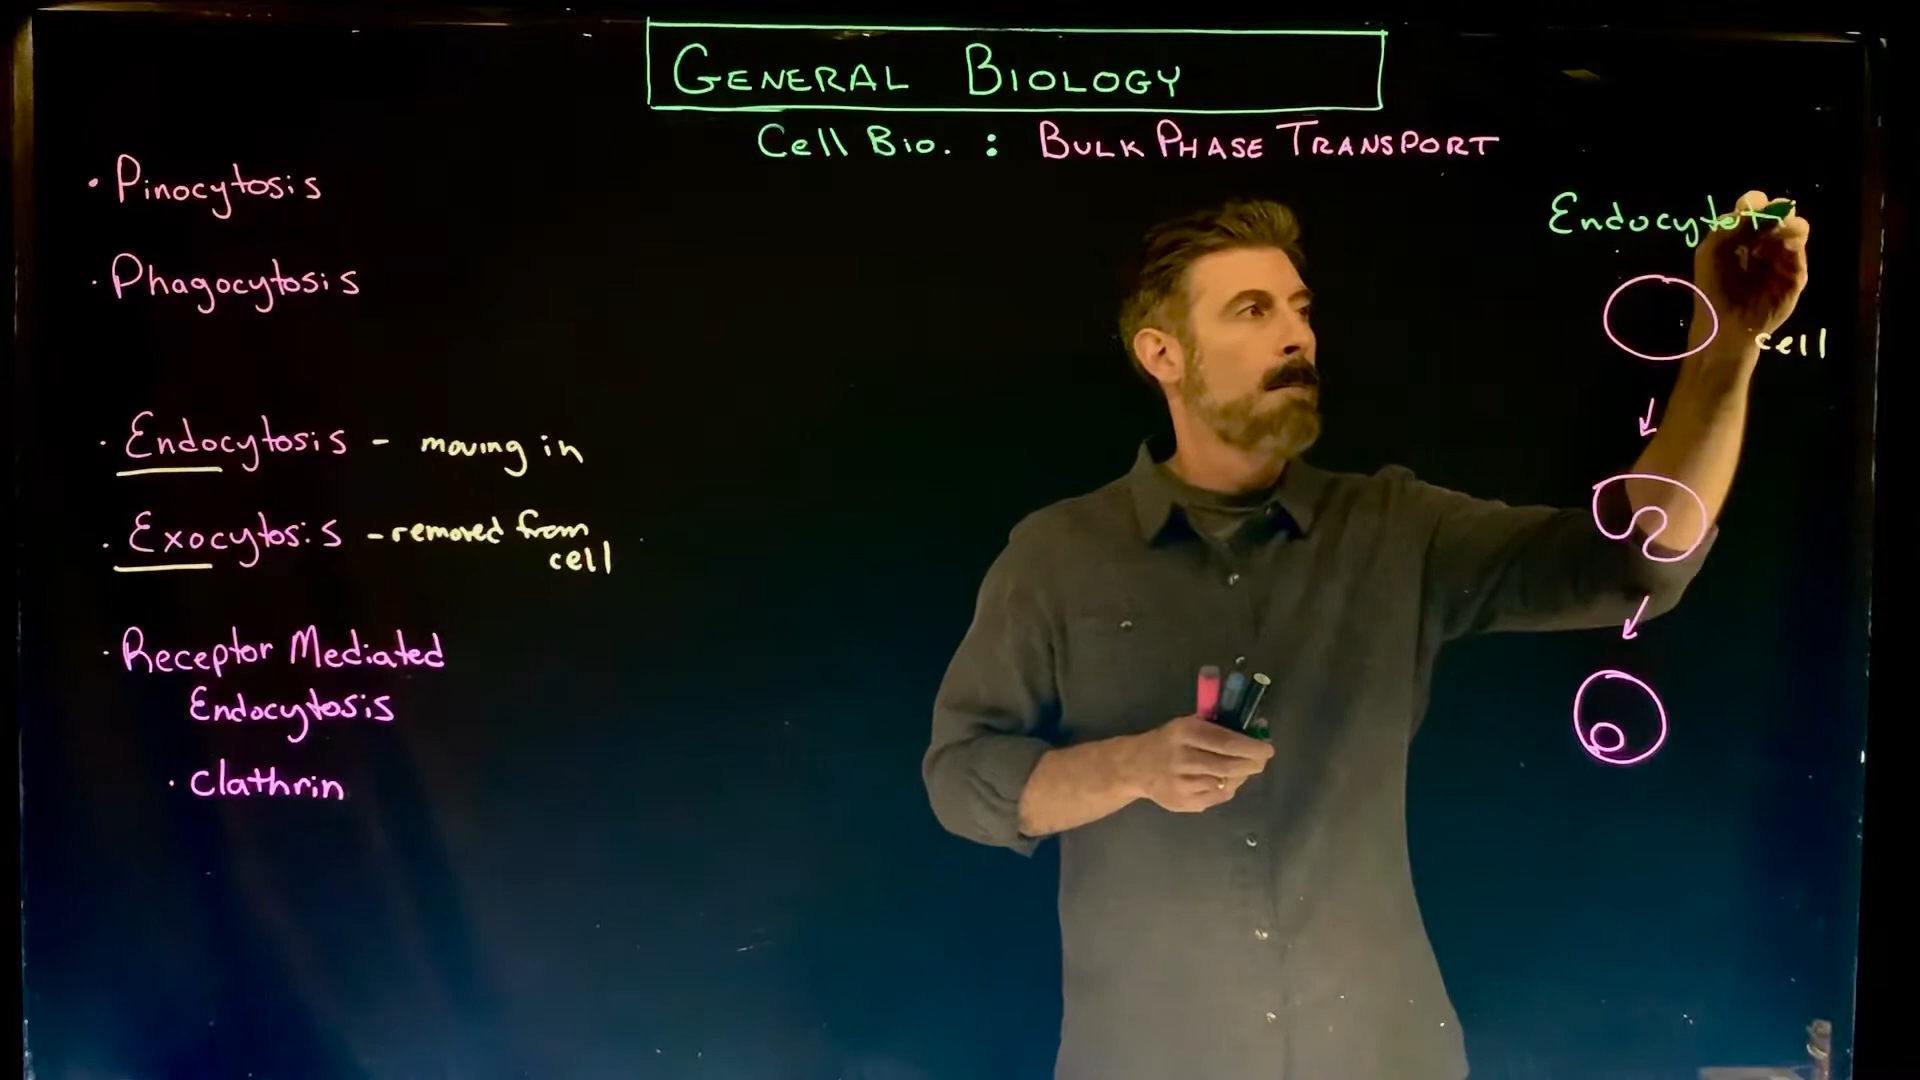 GENERAL BIOLOGY
Cell Bio. : BULK PHASE TRANSPORT
• Pinocytosis
• Phagocytosis
• Endocytosis - moving in
• Exocytosis - removed from
cell
• Receptor Mediated
Endocytosis
• Clathrin
cell